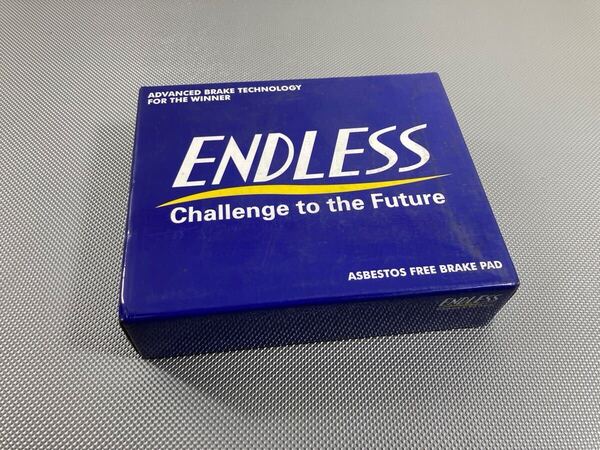 ADVANCED BRAKE TECHNOLOGY
FOR THE WINNER
ENDLESS
Challenge to the Future
ASBESTOS FREE BRAKE PAD
ENDLESS